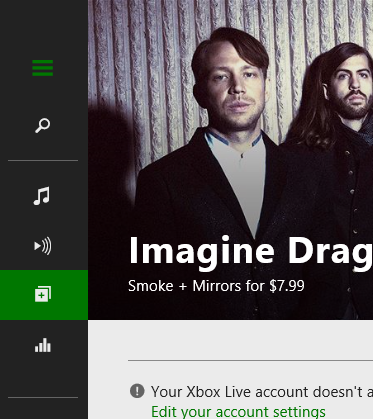 Imagine Drag
Smoke + Mirrors for $7.99
Your Xbox Live account doesn't a
Edit your account settings